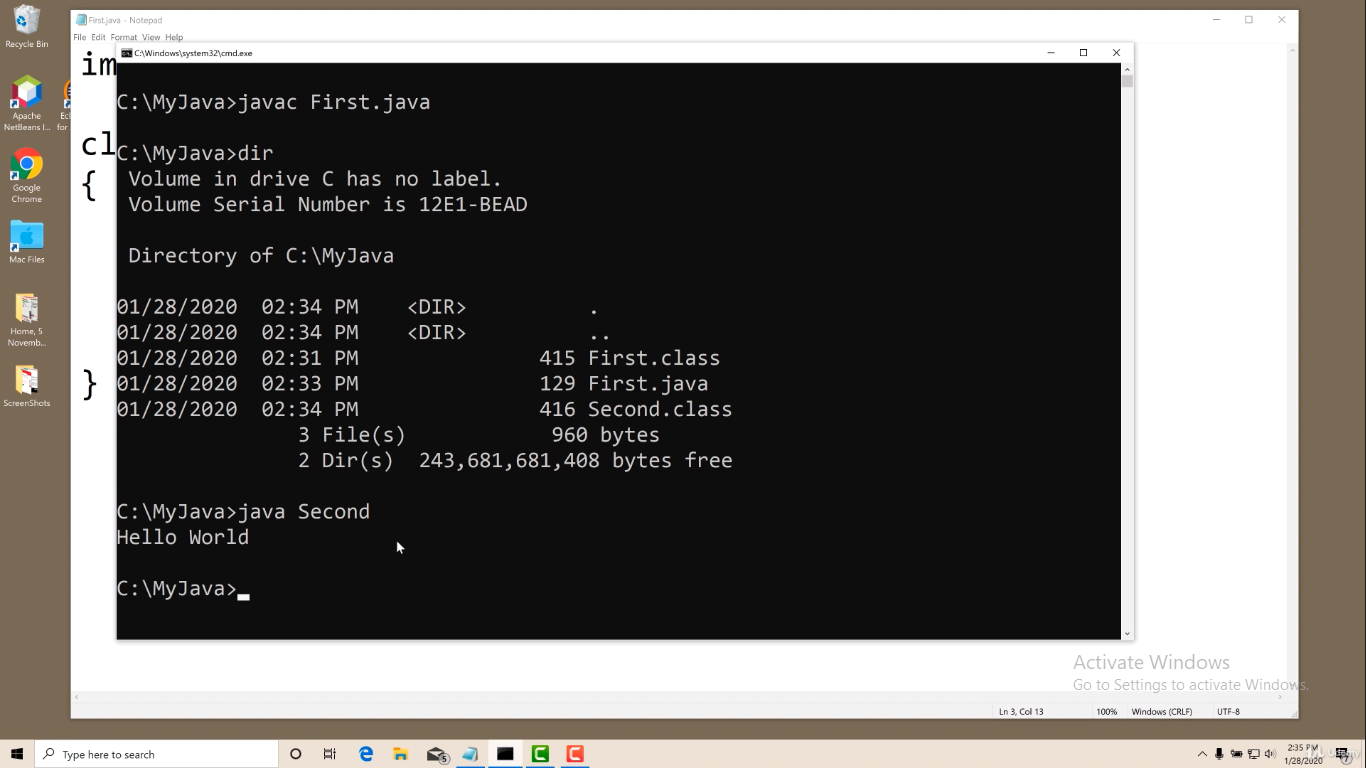 Recycle Bin
First.java - Notepad
File Edit Format View Help
im
C:\Windows\system32\cmd.exe
C:\MyJava>javac First.java
Apache
NetBeans I...
Ec
for
cl
C:\MyJava>dir
Volume in drive C has no label.
{
Google
Chrome
Volume Serial Number is 12E1-BEAD
Mac Files
Directory of C:\MyJava
01/28/2020 02:34 PM <DIR> .
01/28/2020 02:34 PM <DIR> ..
Home, 5
Novemb...
01/28/2020 02:31 PM 415 First.class
}
01/28/2020 02:33 PM 129 First.java
ScreenShots
01/28/2020 02:34 PM 416 Second.class
3 File(s) 960 bytes
2 Dir(s) 243,681,681,408 bytes free
C:\MyJava>java Second
Hello World
C:\MyJava>
Activate Windows
Go to Settings to activate Windows.
Ln 3, Col 13 100% Windows (CRLF) UTF-8
Type here to search
5
2:35 PM
1/28/2020
7